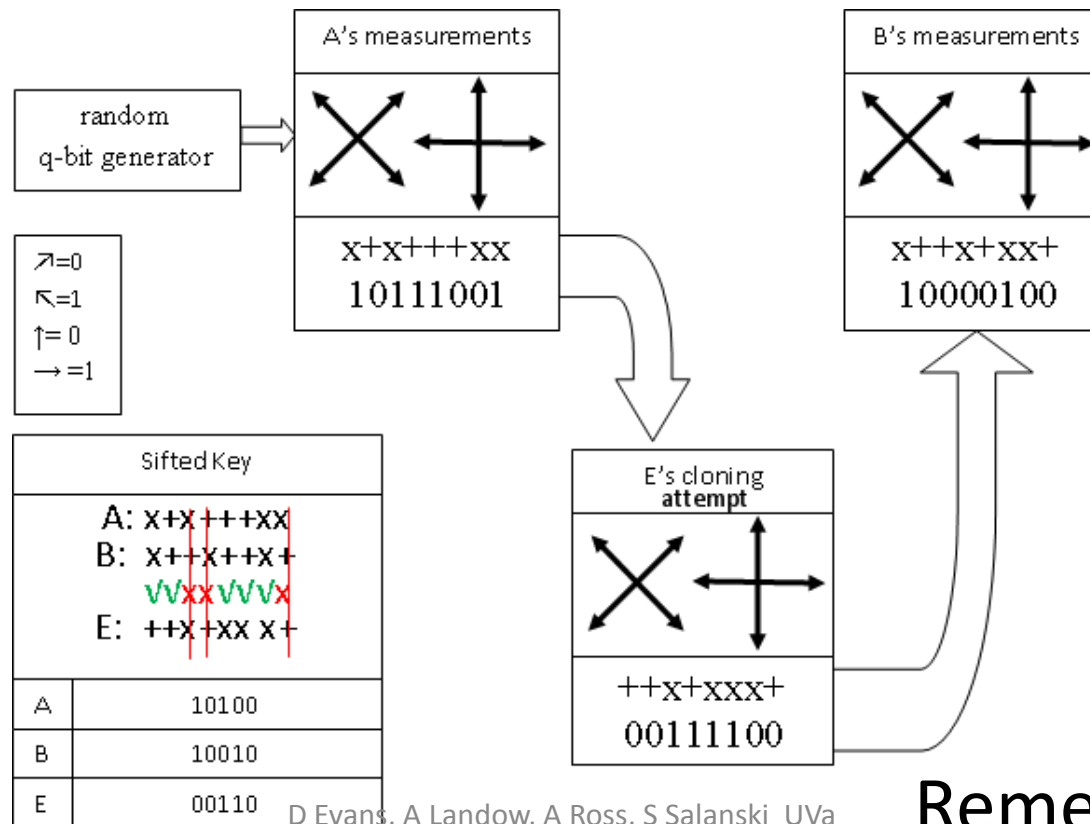 A's measurements
x+x+++xx
10111001
B's measurements
x++x+xx+
10000100
random
q-bit generator
↗=0
↖=1
↑= 0
→ =1
Sifted Key
A: x+x+++xx
B: x++x++x+
√√xx√√√x
E: ++x+xx x+
A 10100
B 10010
E 00110
E's cloning
attempt
++x+xxx+
00111100
D Evans, A Landow, A Ross, S Salanski UVa
Reme